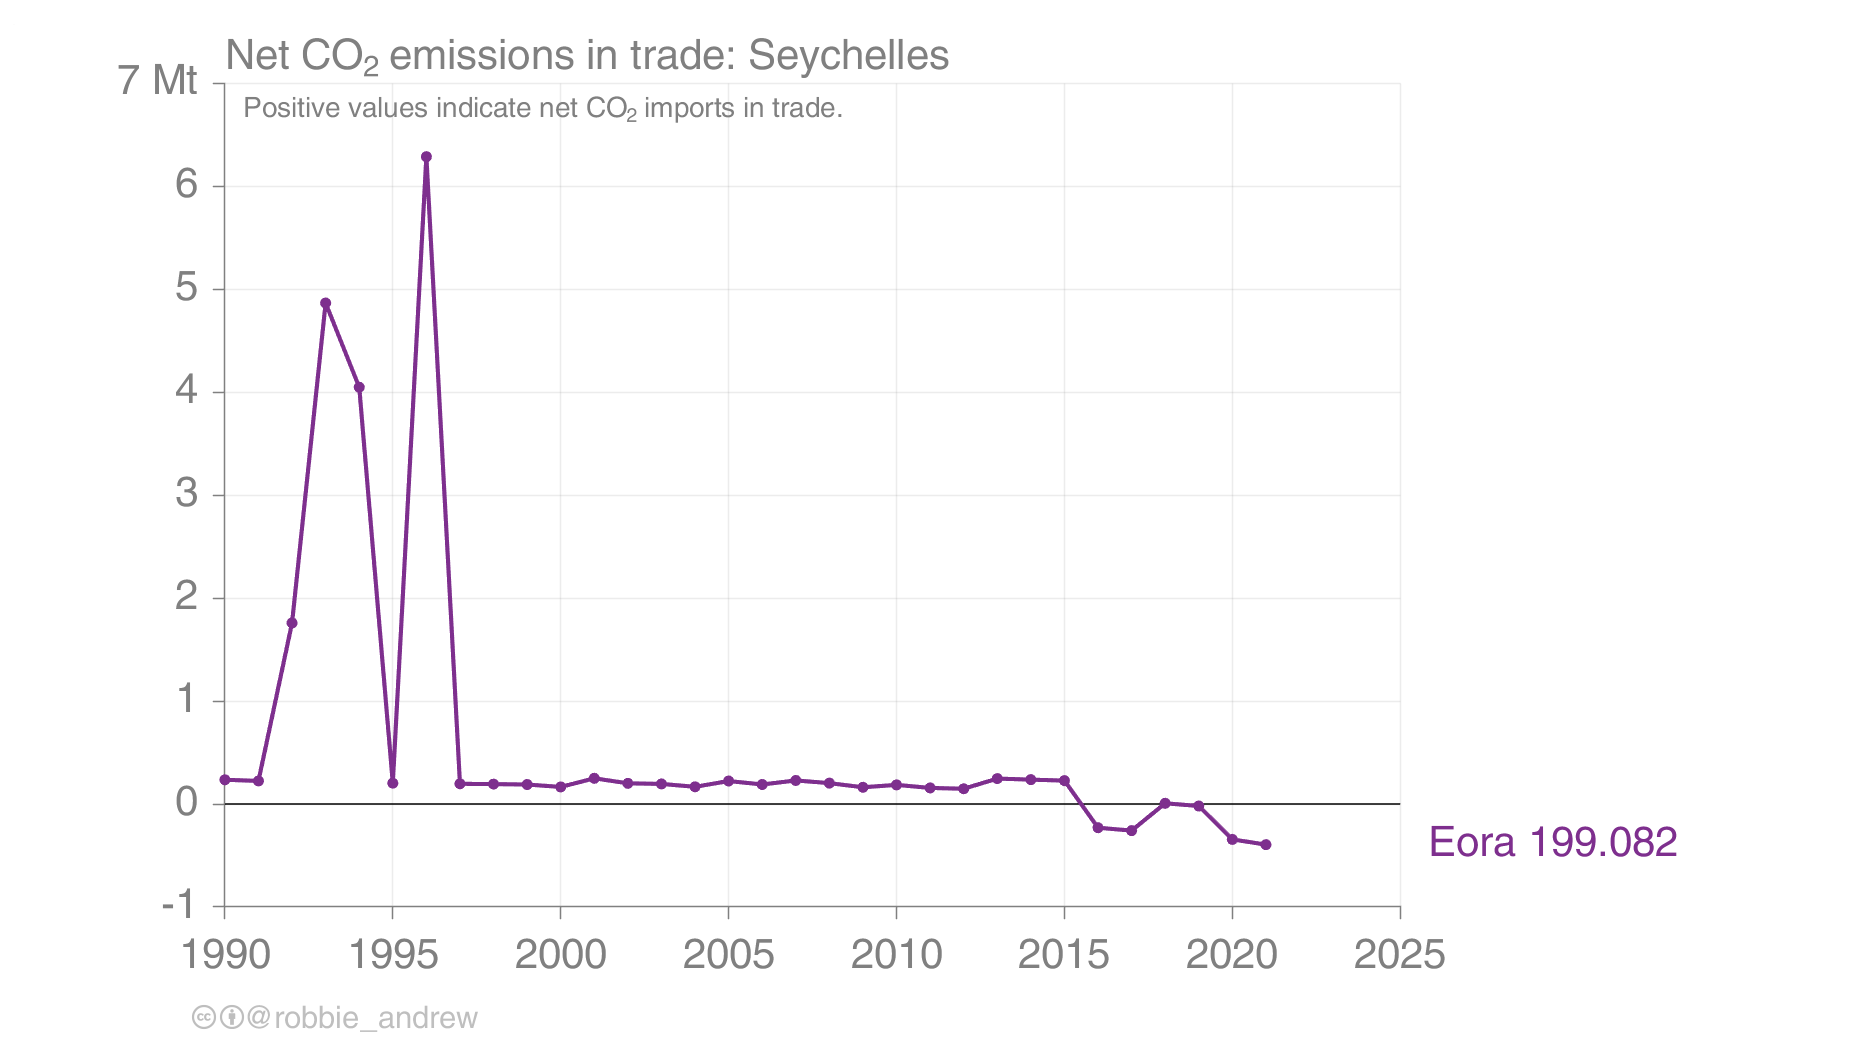 Net CO₂ emissions in trade: Seychelles
7 Mt
Positive values indicate net CO₂ imports in trade.
6
5
4
3
2
1
0
Eora 199.082
-1
1990 1995 2000 2005 2010 2015 2020 2025
cc @robbie_andrew